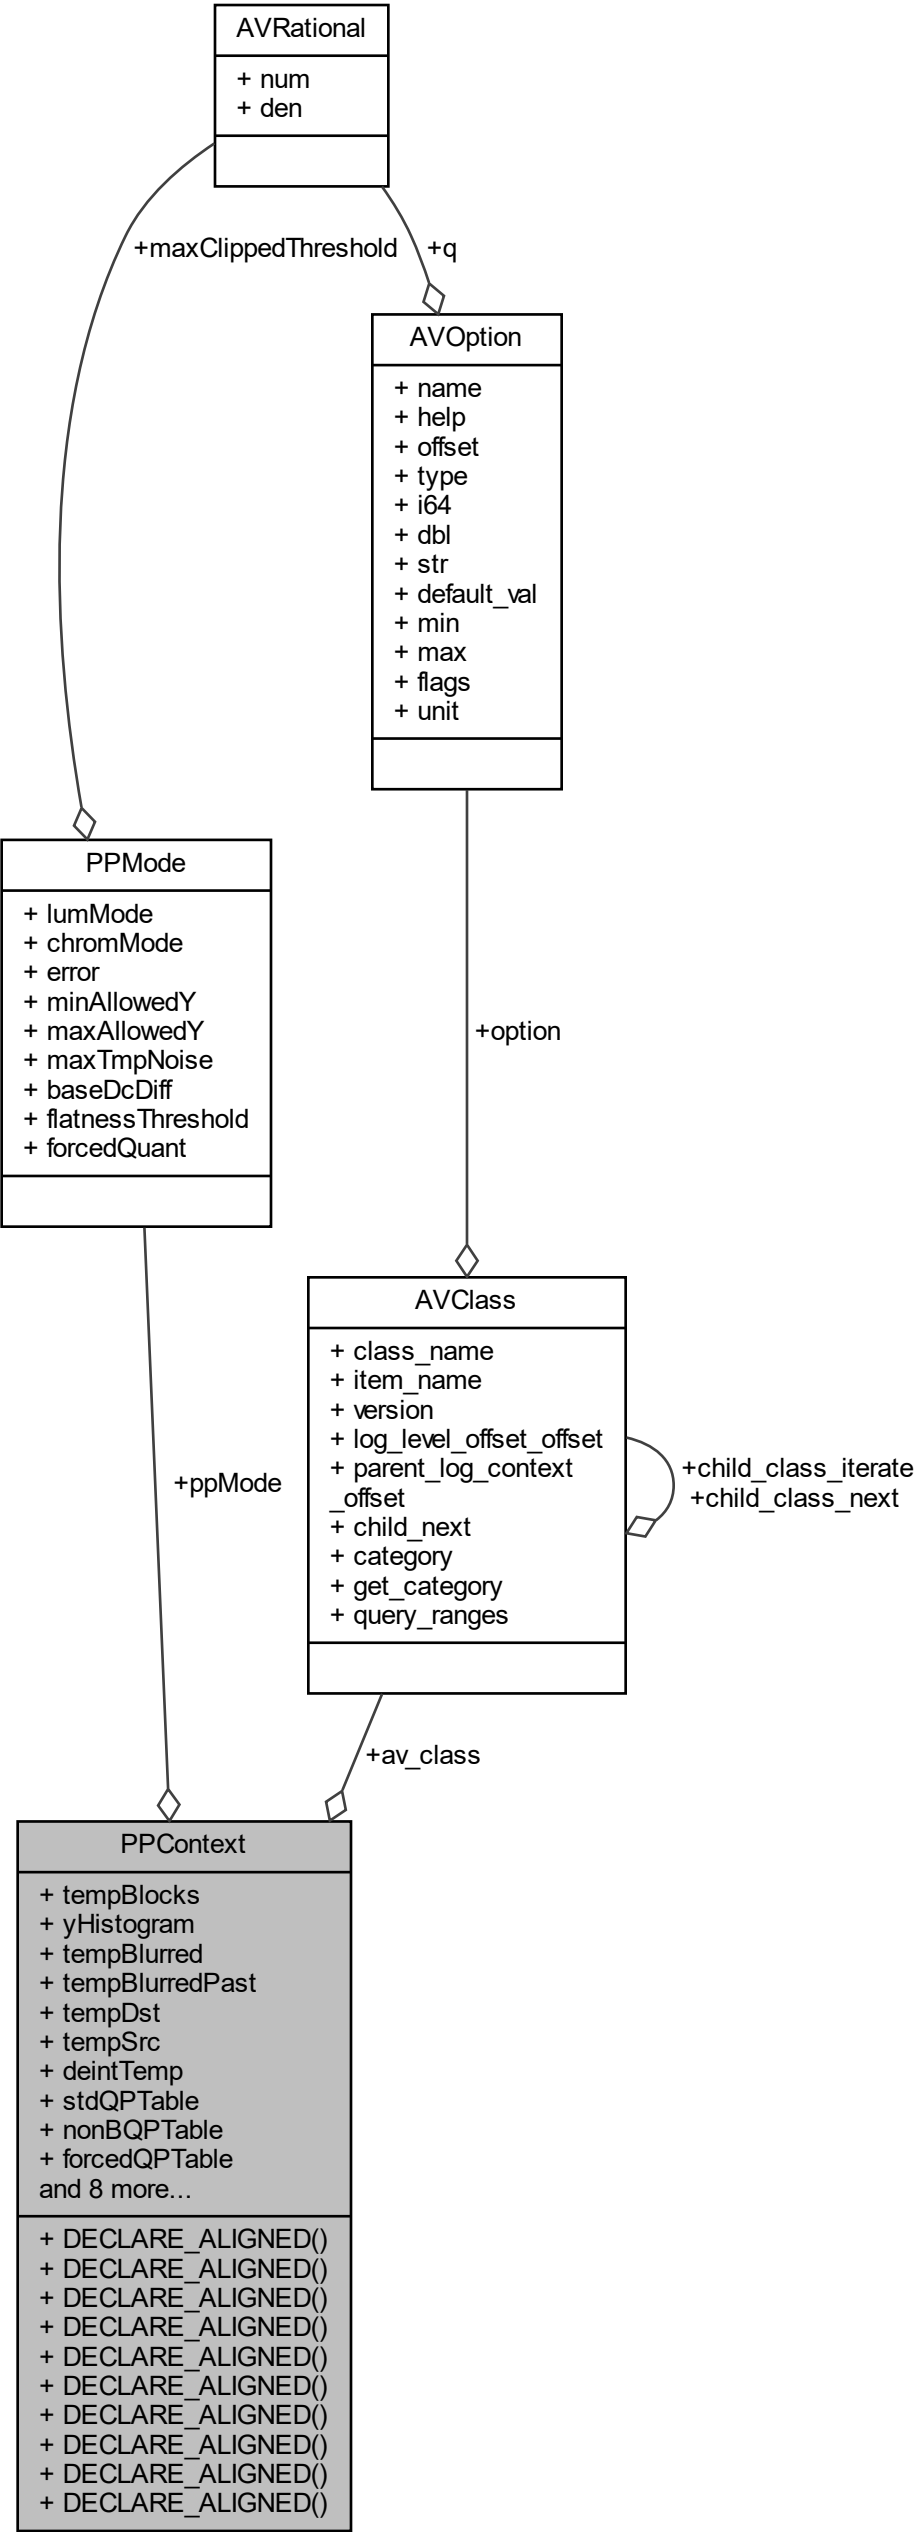 AVRational
+ num
+ den
+maxClippedThreshold
+q
AVOption
+ name
+ help
+ offset
+ type
+ i64
+ dbl
+ str
+ default_val
+ min
+ max
+ flags
+ unit
PPMode
+ lumMode
+ chromMode
+ error
+ minAllowedY
+ maxAllowedY
+ maxTmpNoise
+ baseDcDiff
+ flatnessThreshold
+ forcedQuant
+option
AVClass
+ class_name
+ item_name
+ version
+ log_level_offset_offset
+ parent_log_context
_offset
+ child_next
+ category
+ get_category
+ query_ranges
+child_class_iterate
+child_class_next
+ppMode
+av_class
PPContext
+ tempBlocks
+ yHistogram
+ tempBlurred
+ tempBlurredPast
+ tempDst
+ tempSrc
+ deintTemp
+ stdQPTable
+ nonBQPTable
+ forcedQPTable
and 8 more...
+ DECLARE_ALIGNED()
+ DECLARE_ALIGNED()
+ DECLARE_ALIGNED()
+ DECLARE_ALIGNED()
+ DECLARE_ALIGNED()
+ DECLARE_ALIGNED()
+ DECLARE_ALIGNED()
+ DECLARE_ALIGNED()
+ DECLARE_ALIGNED()
+ DECLARE_ALIGNED()